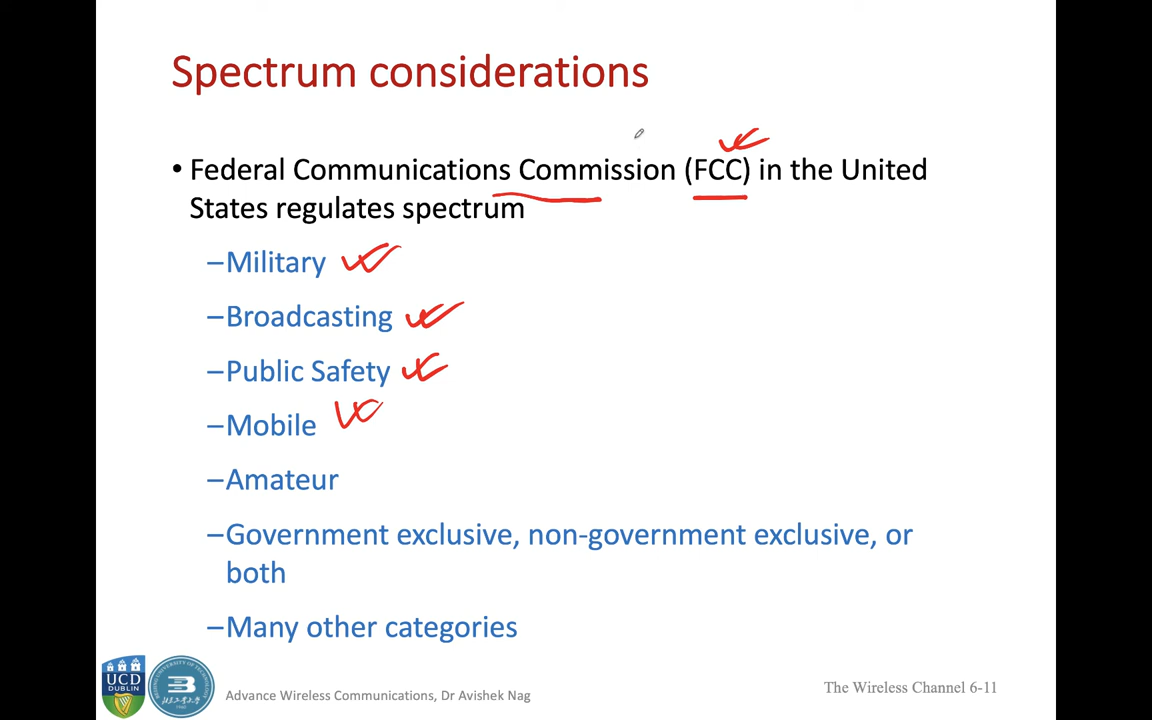 Spectrum considerations
• Federal Communications Commission (FCC) in the United
States regulates spectrum
–Military
–Broadcasting
–Public Safety
–Mobile
–Amateur
–Government exclusive, non-government exclusive, or
both
–Many other categories
UCD
DUBLIN
Advance Wireless Communications, Dr Avishek Nag
The Wireless Channel 6-11